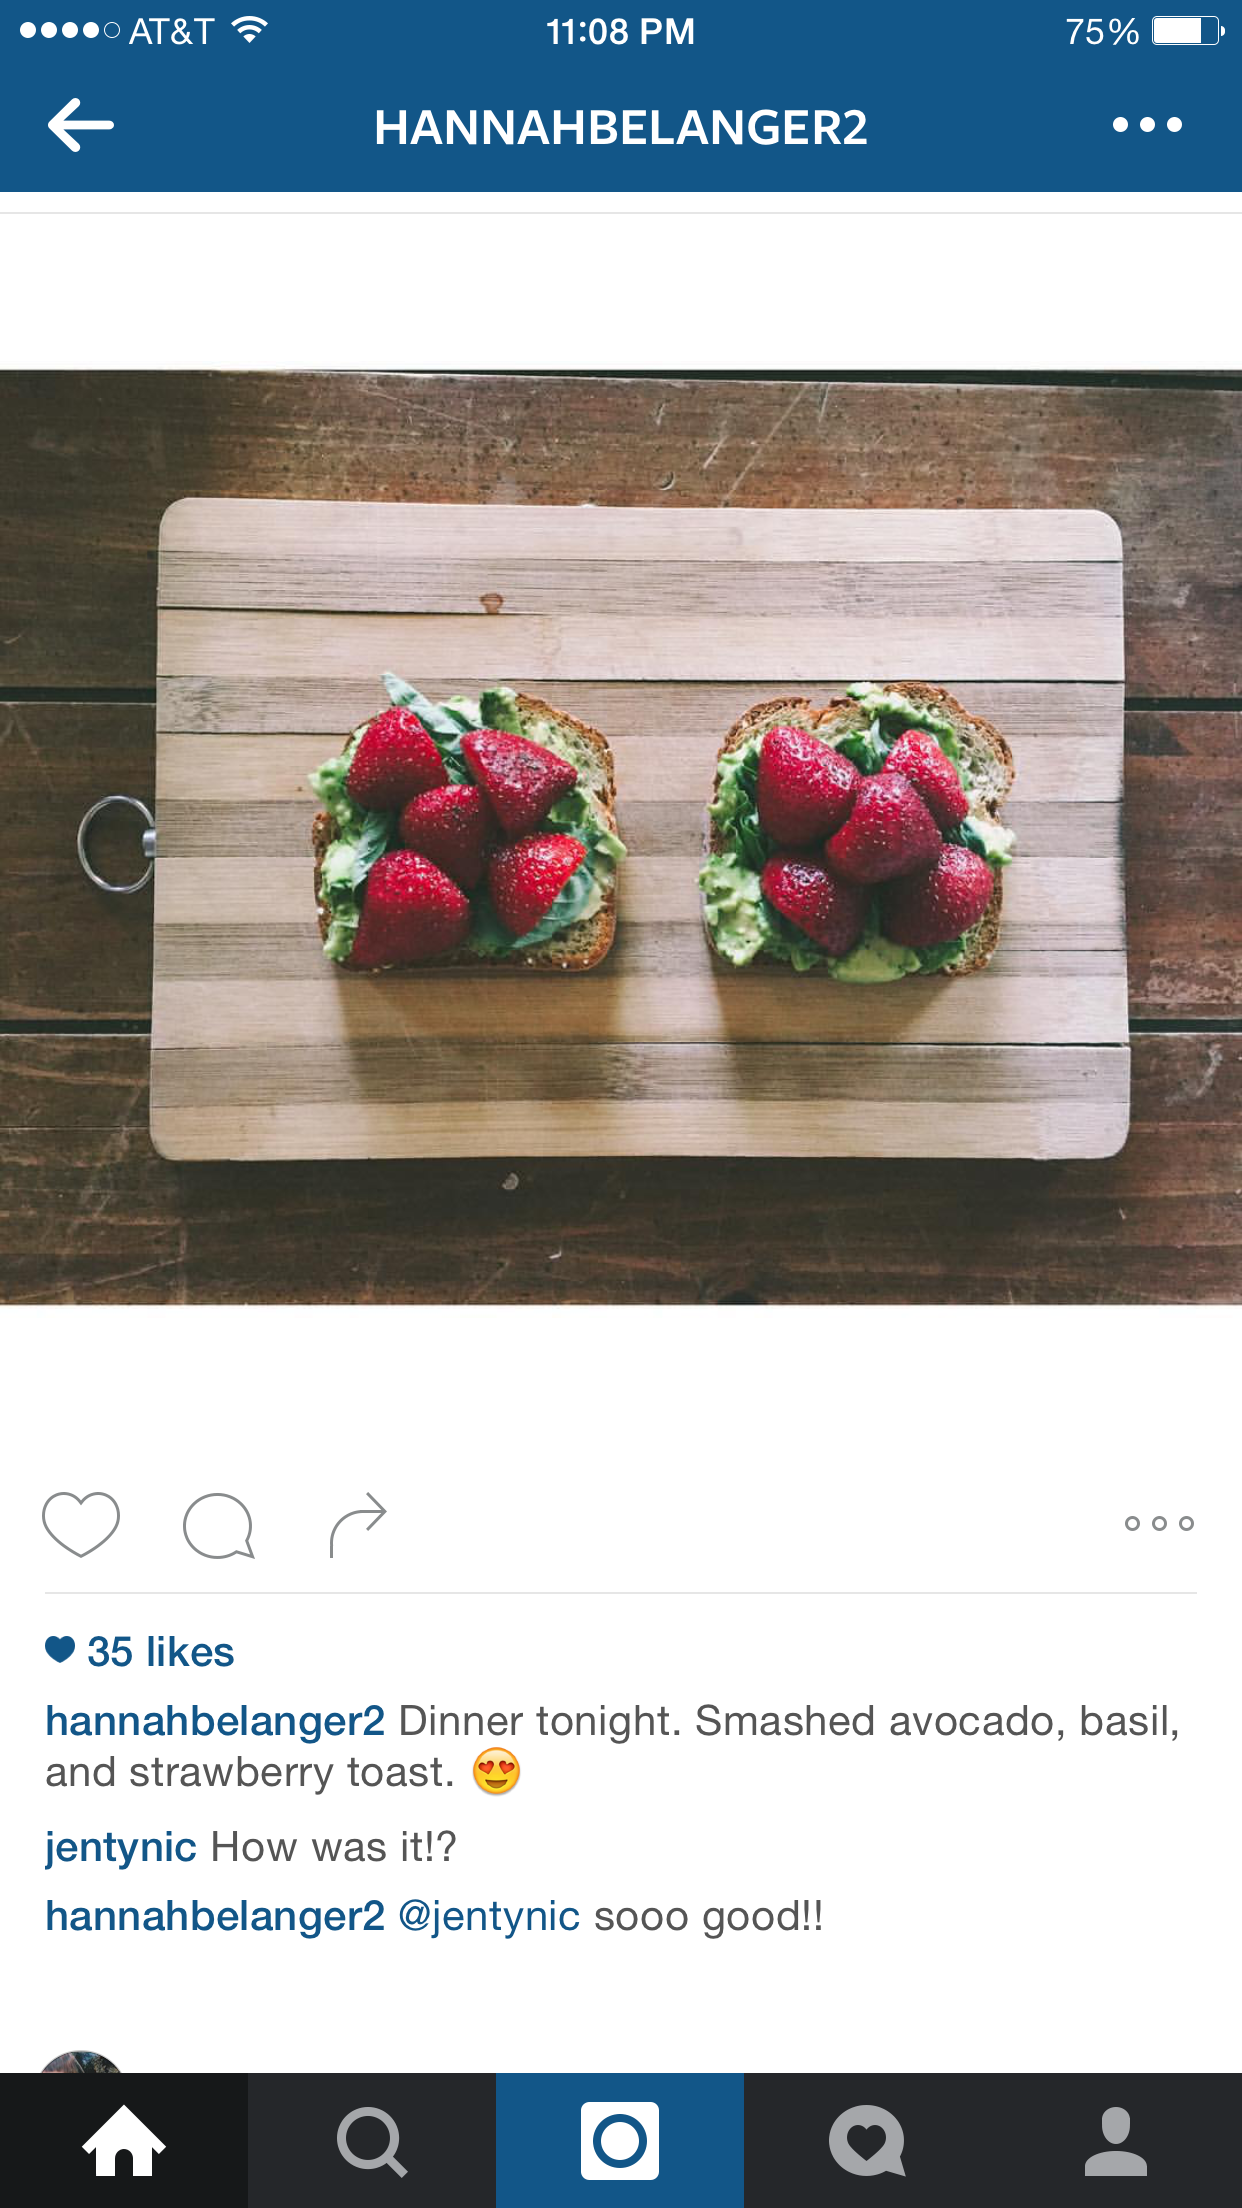 AT&T 11:08 PM 75%
HANNAHBELANGER2
35 likes
hannahbelanger2 Dinner tonight. Smashed avocado, basil,
and strawberry toast. 😍
jentynic How was it!?
hannahbelanger2 @jentynic sooo good!!